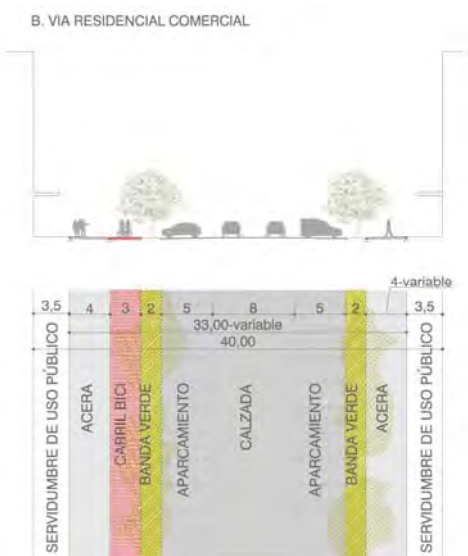 B. VIA RESIDENCIAL COMERCIAL
4-variable
3,5 4 3 2 5 8 5 2 3,5
33,00-variable
40,00
SERVIDUMBRE DE USO PÚBLICO
ACERA
CARRIL BICI
BANDA VERDE
APARCAMIENTO
CALZADA
APARCAMIENTO
BANDA VERDE
ACERA
SERVIDUMBRE DE USO PÚBLICO